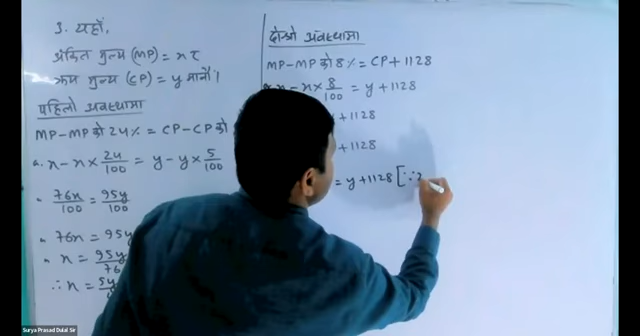 3. यहाँ,
अंकित मुल्य (MP) = x र
क्रय मुल्य (CP) = y मानौं।
पहिलो अवस्थामा
MP-MP को 24% = CP-CP को
a. x - x × 24/100 = y - y × 5/100
a. 76x/100 = 95y/100
a. 76x = 95y
a. x = 95y/76
∴ x = 5y
दोस्रो अवस्थामा
MP-MP को 8% = CP + 1128
x - x × 8/100 = y + 1128
+ 1128
+ 1128
= y + 1128 [∵
Surya Prasad Dulal Sir